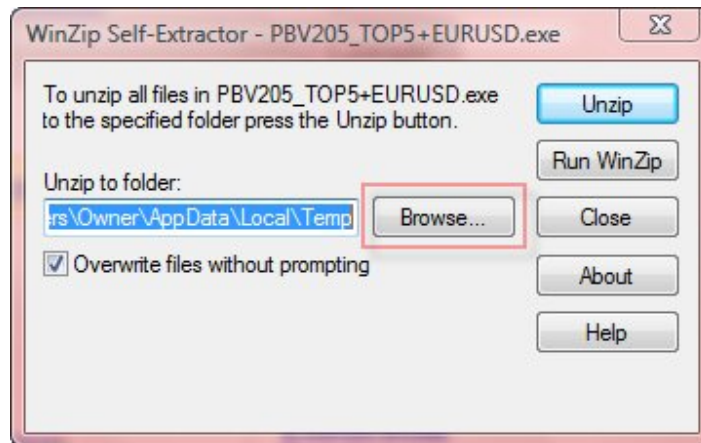 WinZip Self-Extractor - PBV205_TOP5+EURUSD.exe
To unzip all files in PBV205_TOP5+EURUSD.exe
to the specified folder press the Unzip button.
Unzip to folder:
ers\Owner\AppData\Local\Temp
Browse...
Overwrite files without prompting
Unzip
Run WinZip
Close
About
Help